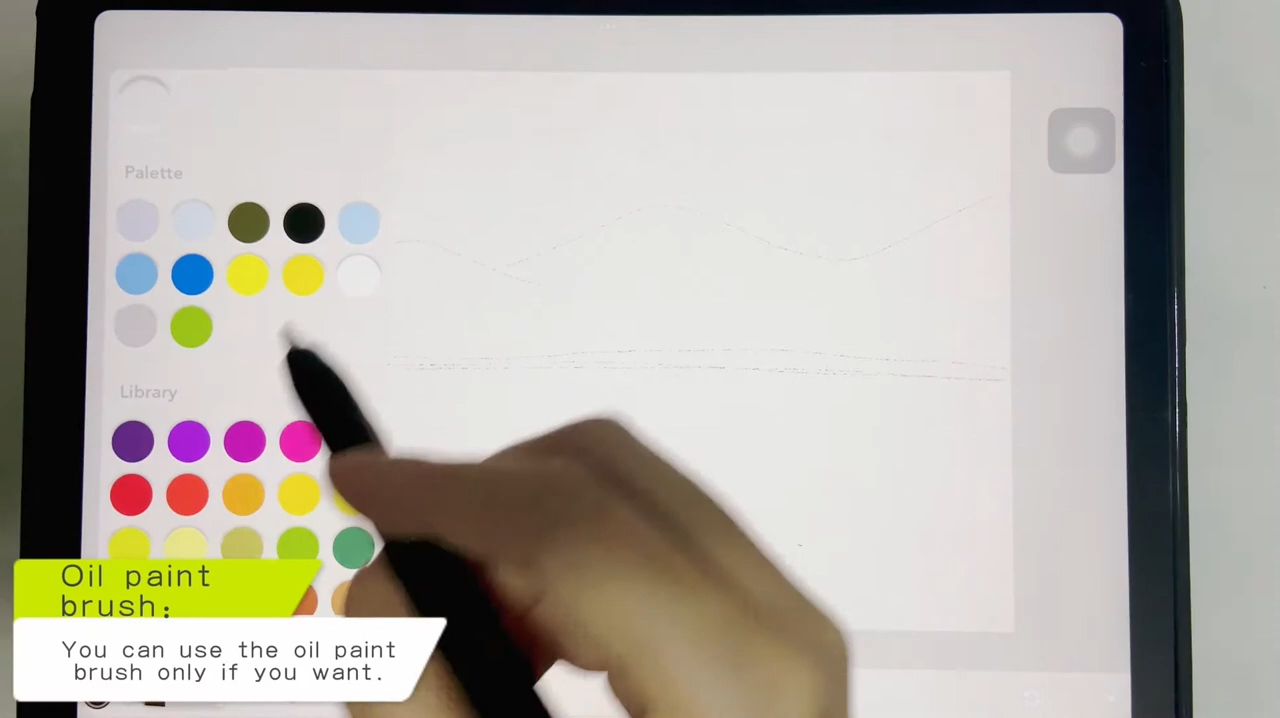 Palette
Library
Oil paint
brush:
You can use the oil paint
brush only if you want.